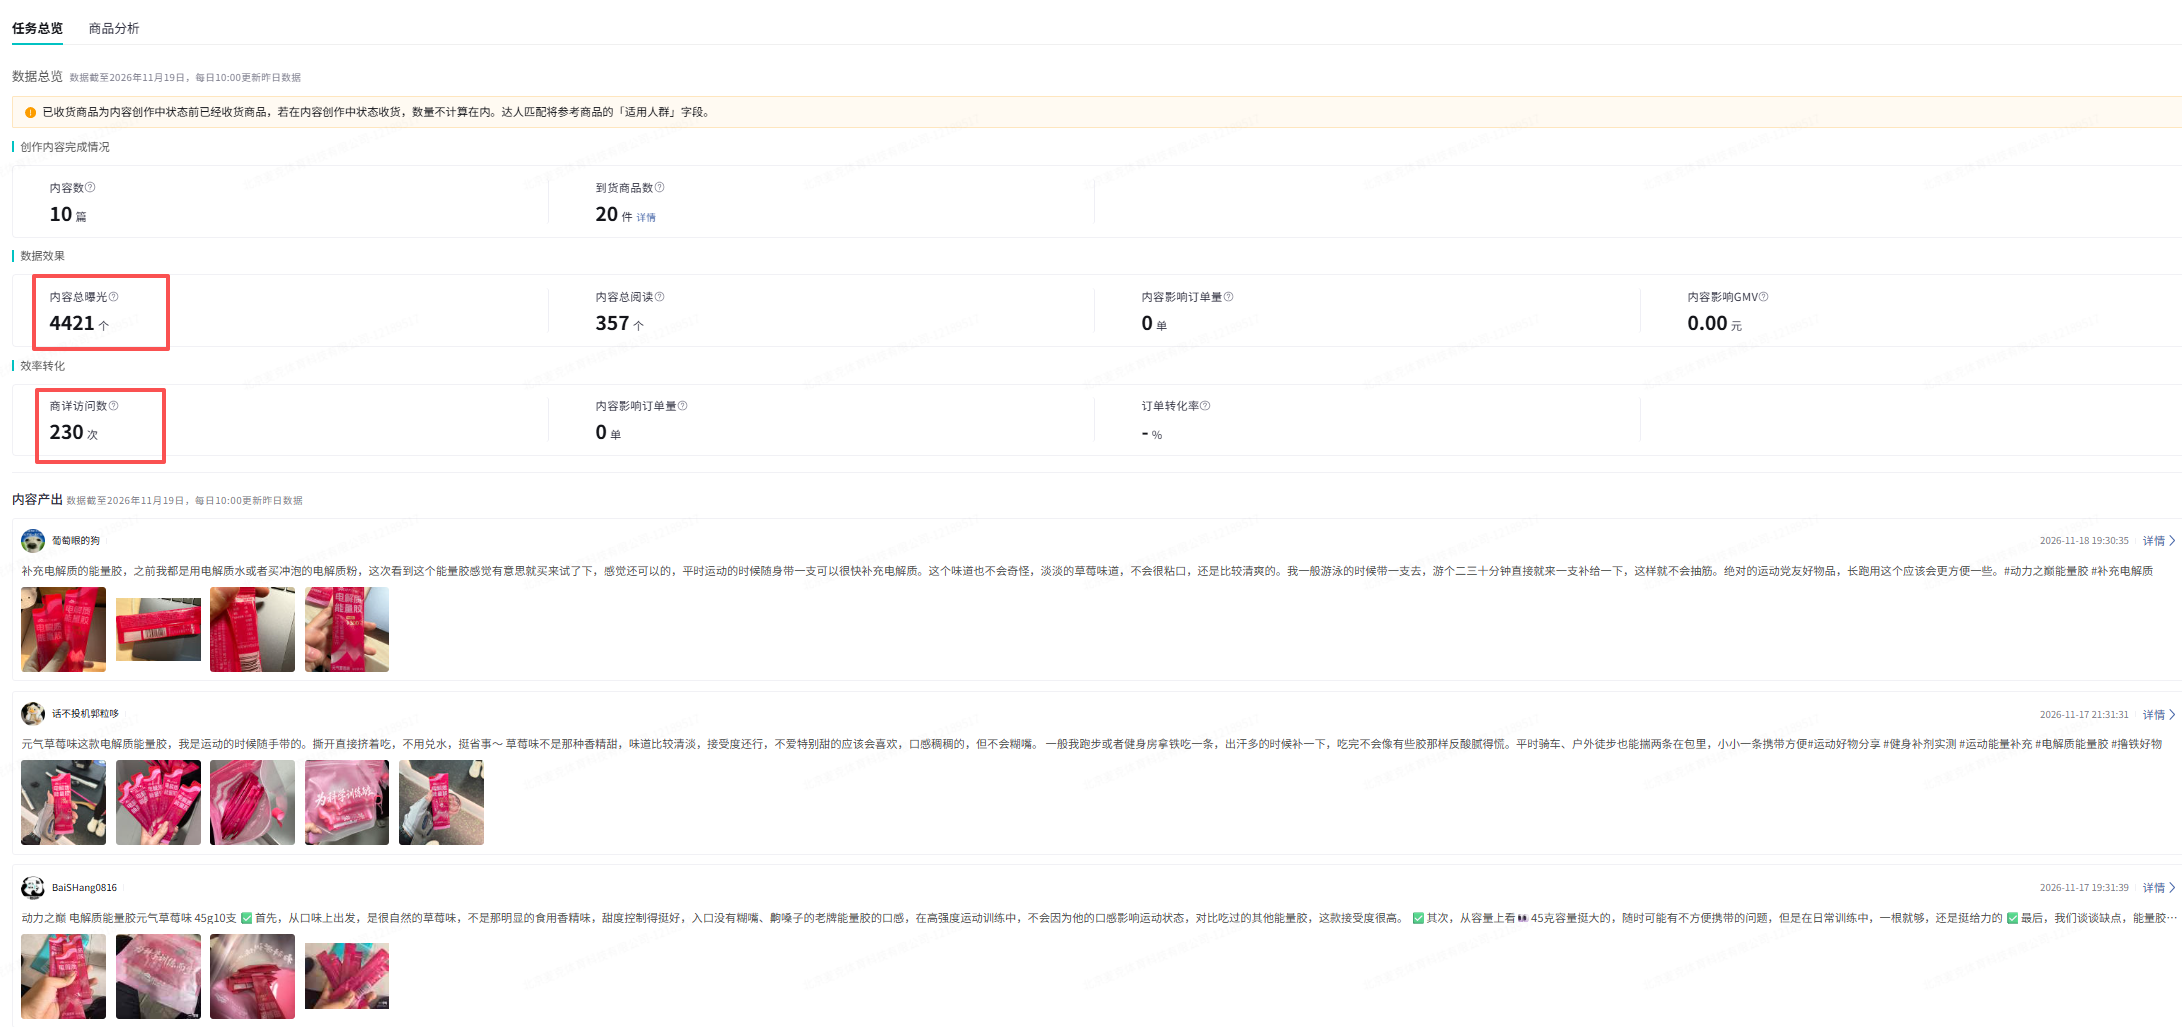 任务总览 商品分析
数据总览 数据截至2026年11月19日，每日10:00更新昨日数据
已收货商品为内容创作中状态前已经收货商品，若在内容创作中状态收货，数量不计算在内。达人匹配将参考商品的「适用人群」字段。
创作内容完成情况
内容数 到货商品数
10 篇 20 件 详情
数据效果
内容总曝光 内容总阅读 内容影响订单量 内容影响GMV
4421 个 357 个 0 单 0.00 元
效率转化
商详访问数 内容影响订单量 订单转化率
230 次 0 单 - %
内容产出 数据截至2026年11月19日，每日10:00更新昨日数据
葡萄眼的狗 2026-11-18 19:30:35 详情
补充电解质的能量胶，之前我都是用电解质水或者买冲泡的电解质粉，这次看到这个能量胶感觉有意思就买来试了下，感觉还可以的，平时运动的时候随身带一支可以很快补充电解质。这个味道也不会奇怪，淡淡的草莓味道，不会很粘口，还是比较清爽的。我一般游泳的时候带一支去，游个二三十分钟直接就来一支补给一下，这样就不会抽筋。绝对的运动党友好物品，长跑用这个应该会更方便一些。#动力之巅能量胶 #补充电解质
话不投机郭粒哆 2026-11-17 21:31:31 详情
元气草莓味这款电解质能量胶，我是运动的时候随手带的。撕开直接挤着吃，不用兑水，挺省事～ 草莓味不是那种香精甜，味道比较清淡，接受度还行，不爱特别甜的应该会喜欢，口感稠稠的，但不会糊嘴。 一般我跑步或者健身房拿铁吃一条，出汗多的时候补一下，吃完不会像有些胶那样反酸腻得慌。平时骑车、户外徒步也能揣两条在包里，小小一条携带方便#运动好物分享 #健身补剂实测 #运动能量补充 #电解质能量胶 #撸铁好物
为科学训练加
BaiSHang0816 2026-11-17 19:31:39 详情
动力之巅 电解质能量胶元气草莓味 45g10支 ✅首先，从口味上出发，是很自然的草莓味，不是那明显的食用香精味，甜度控制得挺好，入口没有糊嘴、齁嗓子的老牌能量胶的口感，在高强度运动训练中，不会因为他的口感影响运动状态，对比吃过的其他能量胶，这款接受度很高。 ✅其次，从容量上看👀45克容量挺大的，随时可能有不方便携带的问题，但是在日常训练中，一根就够，还是挺给力的 ✅最后，我们谈谈缺点，能量胶…